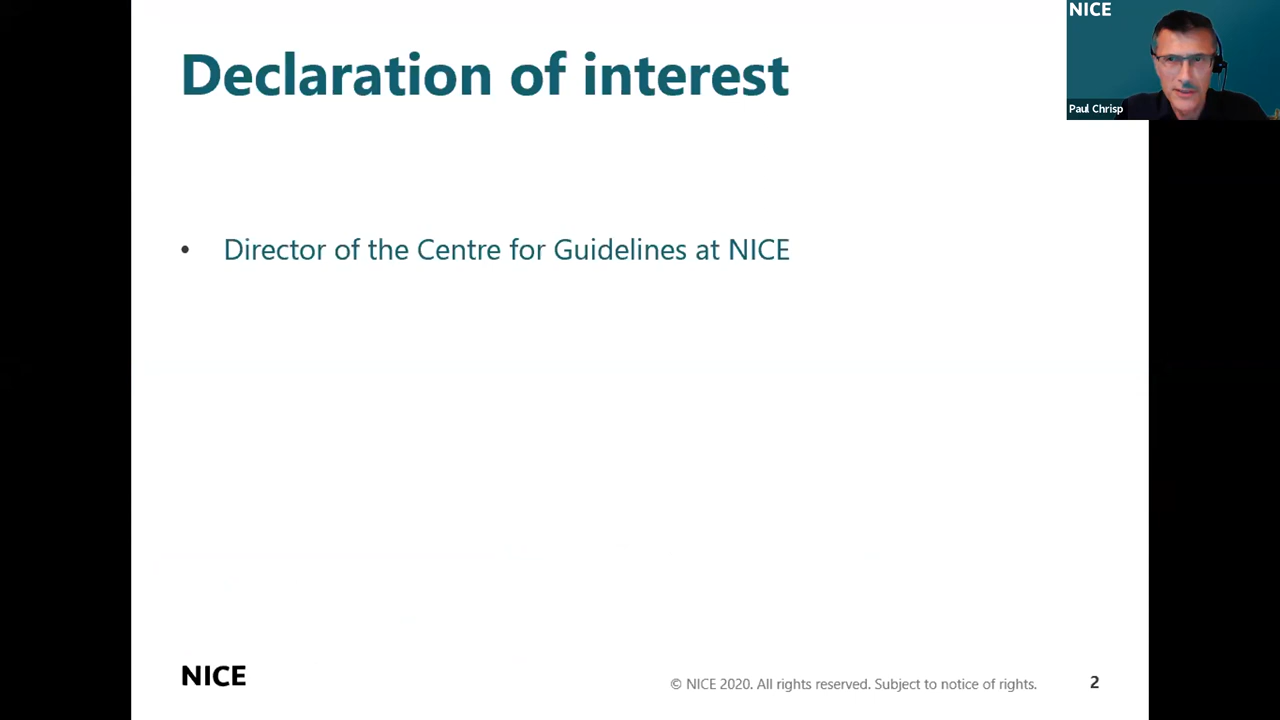 NICE
Paul Chrisp
Declaration of interest
• Director of the Centre for Guidelines at NICE
NICE
© NICE 2020. All rights reserved. Subject to notice of rights.
2